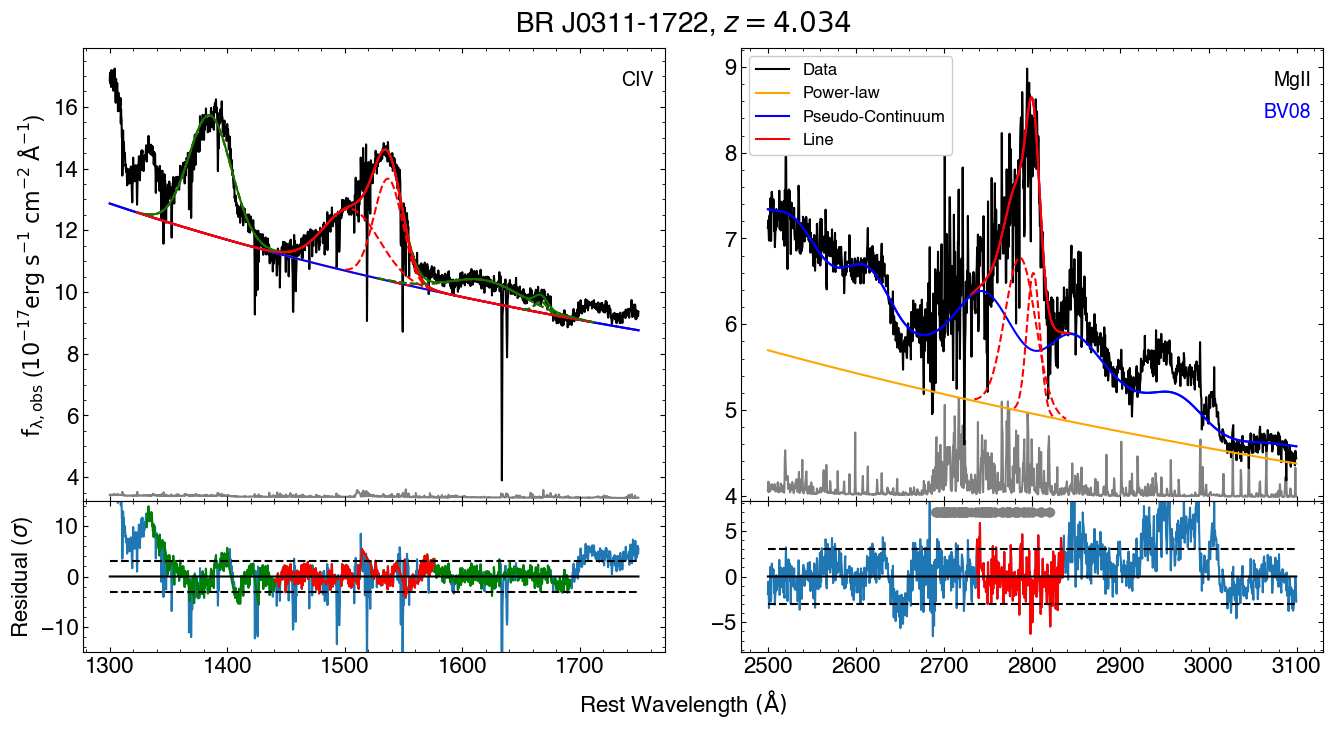 BR J0311-1722, z = 4.034
CIV
16
14
12
10
8
6
4
f_λ,obs (10^−17 erg s^−1 cm^−2 Å^−1)
10
0
−10
Residual (σ)
1300 1400 1500 1600 1700
Data
Power-law
Pseudo-Continuum
Line
MgII
BV08
9
8
7
6
5
4
5
0
−5
2500 2600 2700 2800 2900 3000 3100
Rest Wavelength (Å)